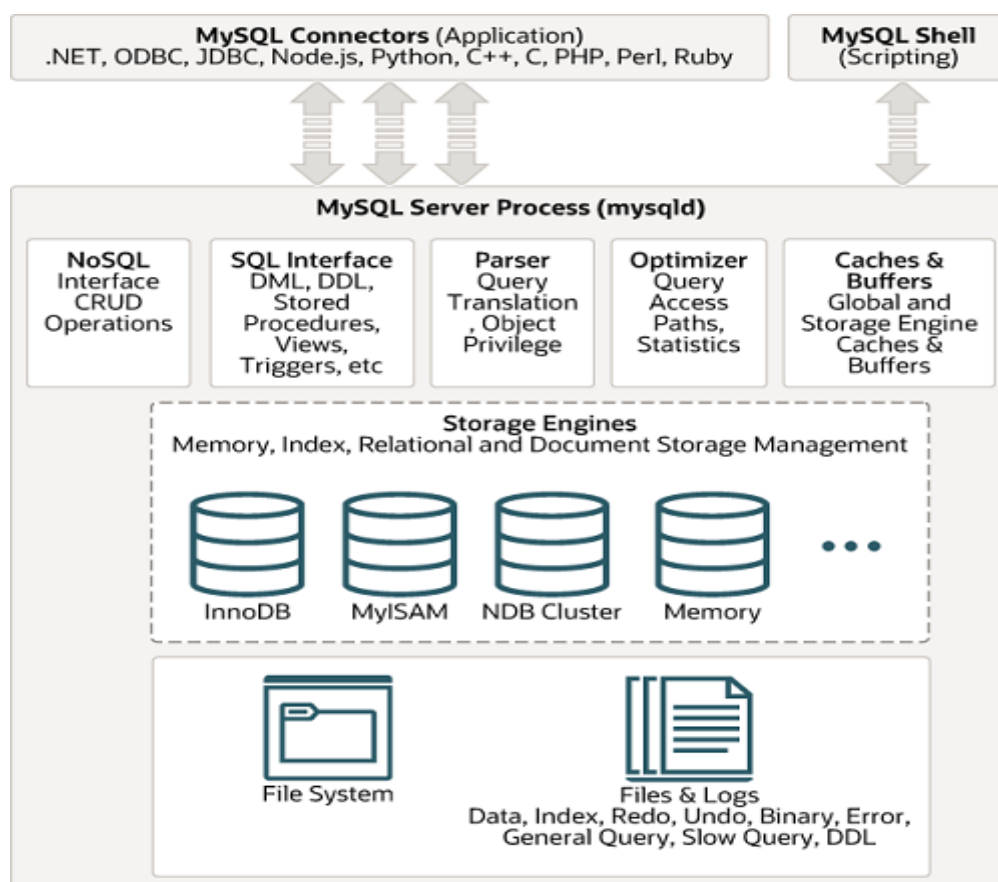 MySQL Connectors (Application)
.NET, ODBC, JDBC, Node.js, Python, C++, C, PHP, Perl, Ruby
MySQL Shell
(Scripting)
MySQL Server Process (mysqld)
NoSQL
Interface
CRUD
Operations
SQL Interface
DML, DDL,
Stored
Procedures,
Views,
Triggers, etc
Parser
Query
Translation
, Object
Privilege
Optimizer
Query
Access
Paths,
Statistics
Caches &
Buffers
Global and
Storage Engine
Caches &
Buffers
Storage Engines
Memory, Index, Relational and Document Storage Management
InnoDB
MyISAM
NDB Cluster
Memory
File System
Files & Logs
Data, Index, Redo, Undo, Binary, Error,
General Query, Slow Query, DDL